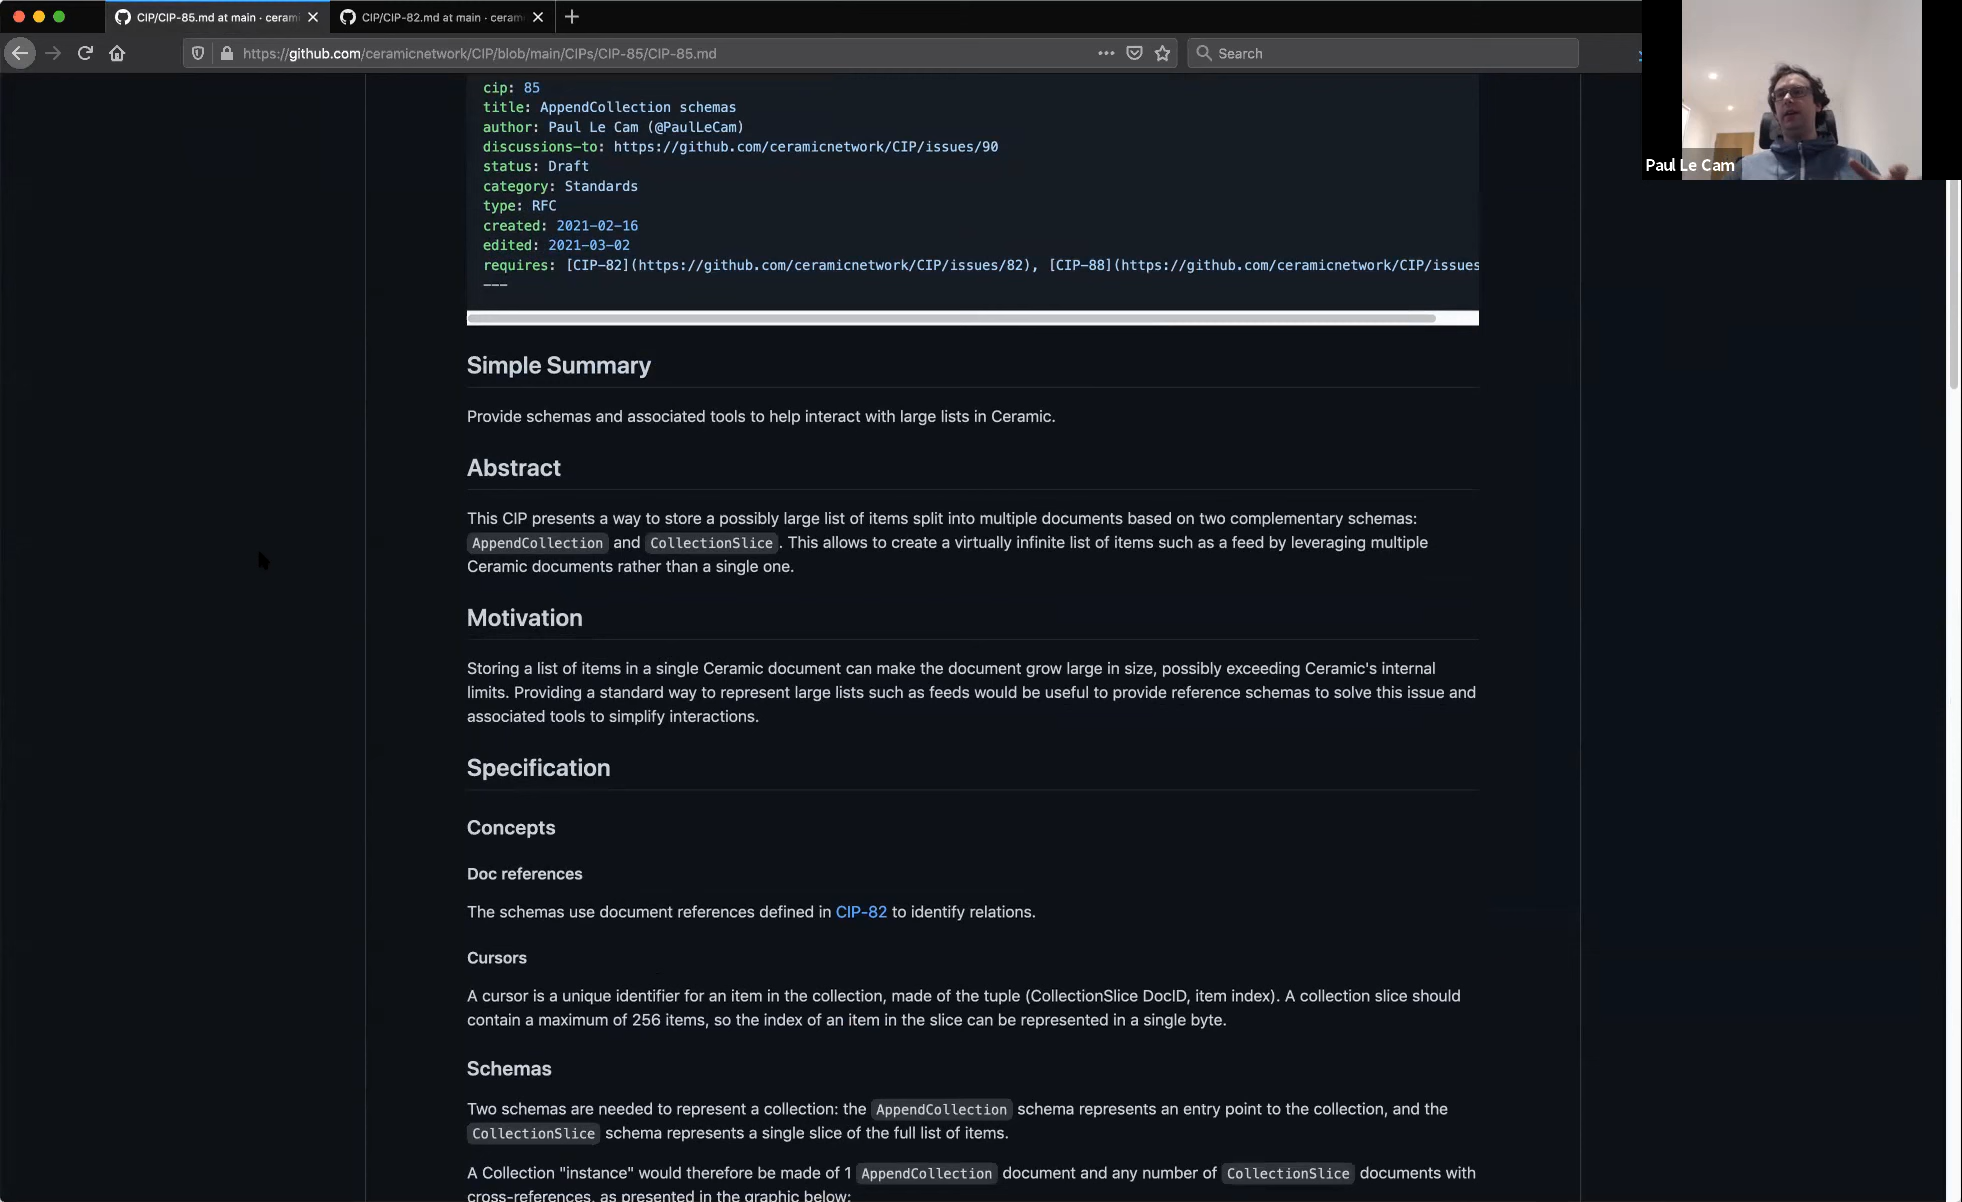 CIP/CIP-85.md at main · ceram
CIP/CIP-82.md at main · ceram
https://github.com/ceramicnetwork/CIP/blob/main/CIPs/CIP-85/CIP-85.md
Search
Paul Le Cam
cip: 85
title: AppendCollection schemas
author: Paul Le Cam (@PaulLeCam)
discussions-to: https://github.com/ceramicnetwork/CIP/issues/90
status: Draft
category: Standards
type: RFC
created: 2021-02-16
edited: 2021-03-02
requires: [CIP-82](https://github.com/ceramicnetwork/CIP/issues/82), [CIP-88](https://github.com/ceramicnetwork/CIP/issues
---
Simple Summary
Provide schemas and associated tools to help interact with large lists in Ceramic.
Abstract
This CIP presents a way to store a possibly large list of items split into multiple documents based on two complementary schemas:
AppendCollection and CollectionSlice. This allows to create a virtually infinite list of items such as a feed by leveraging multiple
Ceramic documents rather than a single one.
Motivation
Storing a list of items in a single Ceramic document can make the document grow large in size, possibly exceeding Ceramic's internal
limits. Providing a standard way to represent large lists such as feeds would be useful to provide reference schemas to solve this issue and
associated tools to simplify interactions.
Specification
Concepts
Doc references
The schemas use document references defined in CIP-82 to identify relations.
Cursors
A cursor is a unique identifier for an item in the collection, made of the tuple (CollectionSlice DocID, item index). A collection slice should
contain a maximum of 256 items, so the index of an item in the slice can be represented in a single byte.
Schemas
Two schemas are needed to represent a collection: the AppendCollection schema represents an entry point to the collection, and the
CollectionSlice schema represents a single slice of the full list of items.
A Collection "instance" would therefore be made of 1 AppendCollection document and any number of CollectionSlice documents with
cross-references, as presented in the graphic below: